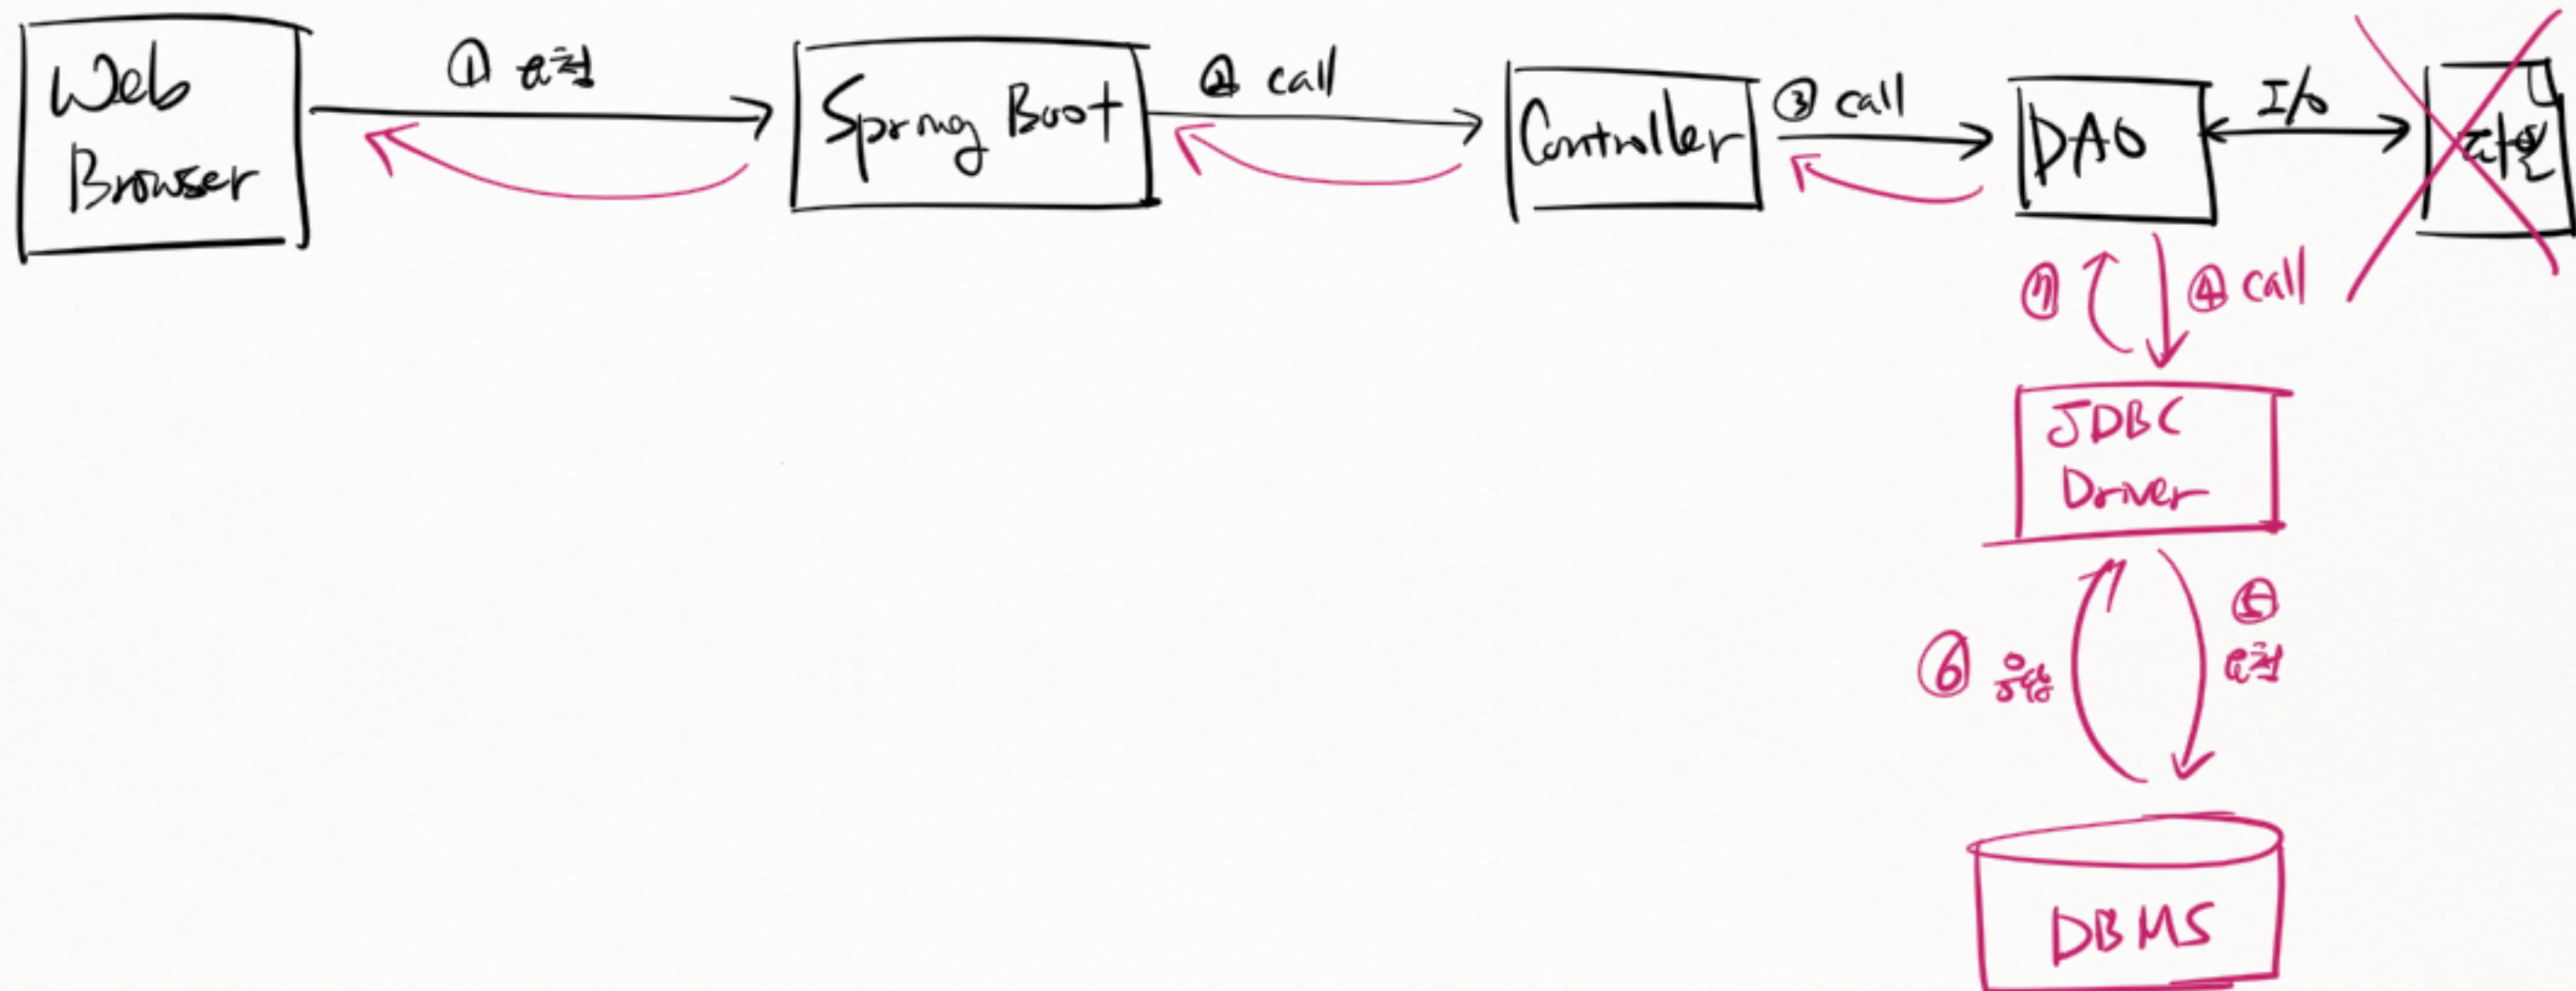 Web
Browser
① 요청
Spring Boot
② call
Controller
③ call
DAO
I/O
파일
⑦
④ call
JDBC
Driver
⑤
요청
⑥ 응답
DBMS